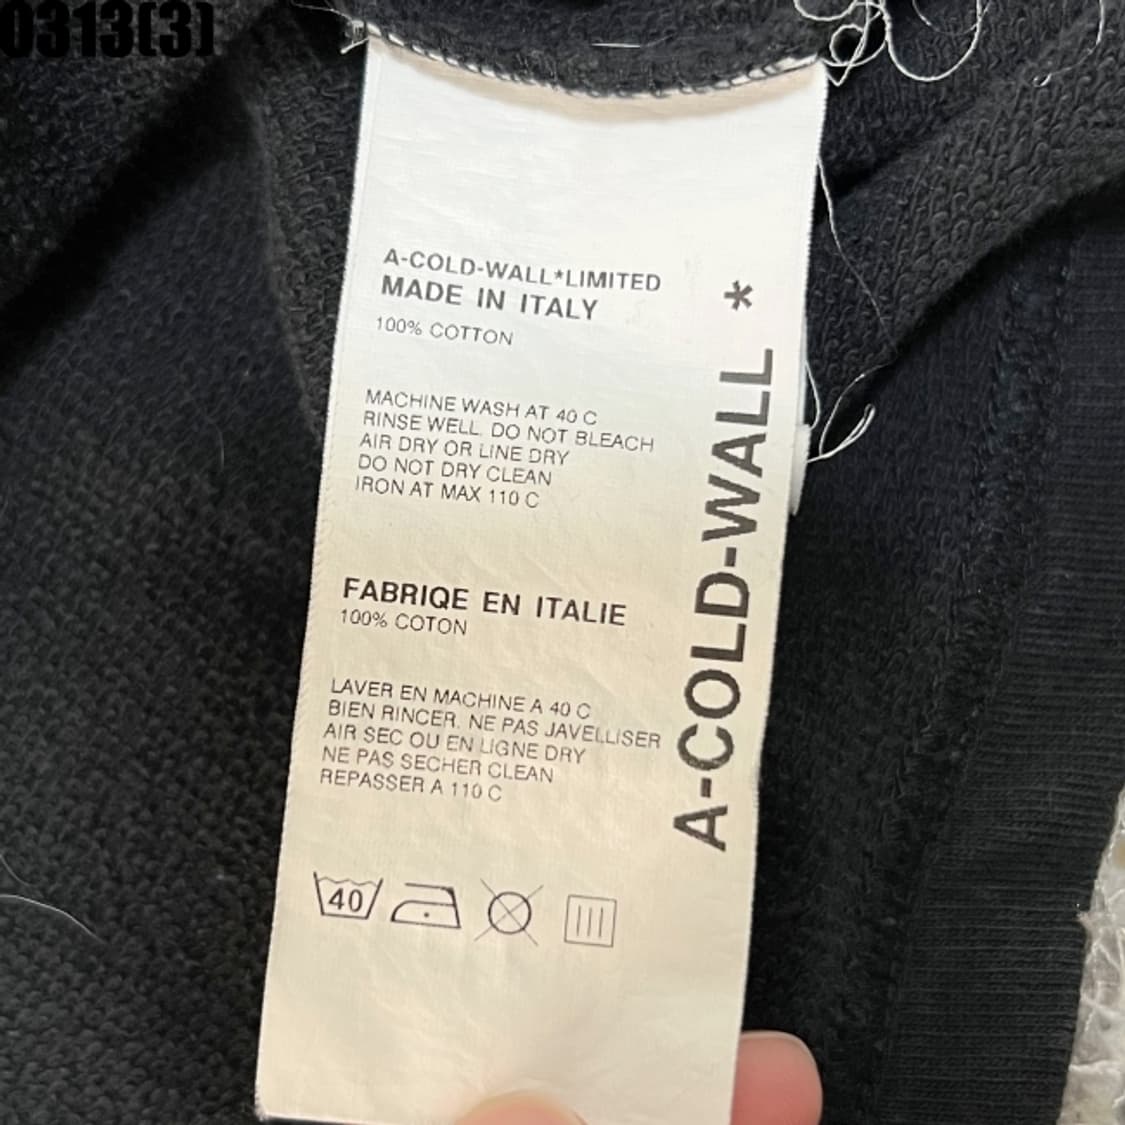 0313(3)
A-COLD-WALL*LIMITED
MADE IN ITALY
100% COTTON
MACHINE WASH AT 40 C
RINSE WELL. DO NOT BLEACH
AIR DRY OR LINE DRY
DO NOT DRY CLEAN
IRON AT MAX 110 C
FABRIQE EN ITALIE
100% COTON
LAVER EN MACHINE A 40 C
BIEN RINCER. NE PAS JAVELLISER
AIR SEC OU EN LIGNE DRY
NE PAS SECHER CLEAN
REPASSER A 110 C
40
A-COLD-WALL*